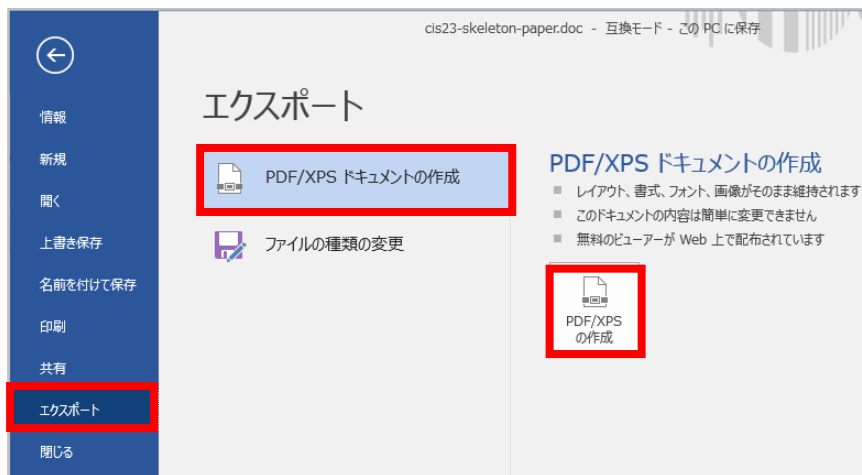 cis23-skeleton-paper.doc - 互換モード - この PC に保存
情報
新規
開く
上書き保存
名前を付けて保存
印刷
共有
エクスポート
閉じる
エクスポート
PDF/XPS ドキュメントの作成
ファイルの種類の変更
PDF/XPS ドキュメントの作成
レイアウト、書式、フォント、画像がそのまま維持されます
このドキュメントの内容は簡単に変更できません
無料のビューアーが Web 上で配布されています
PDF/XPS
の作成